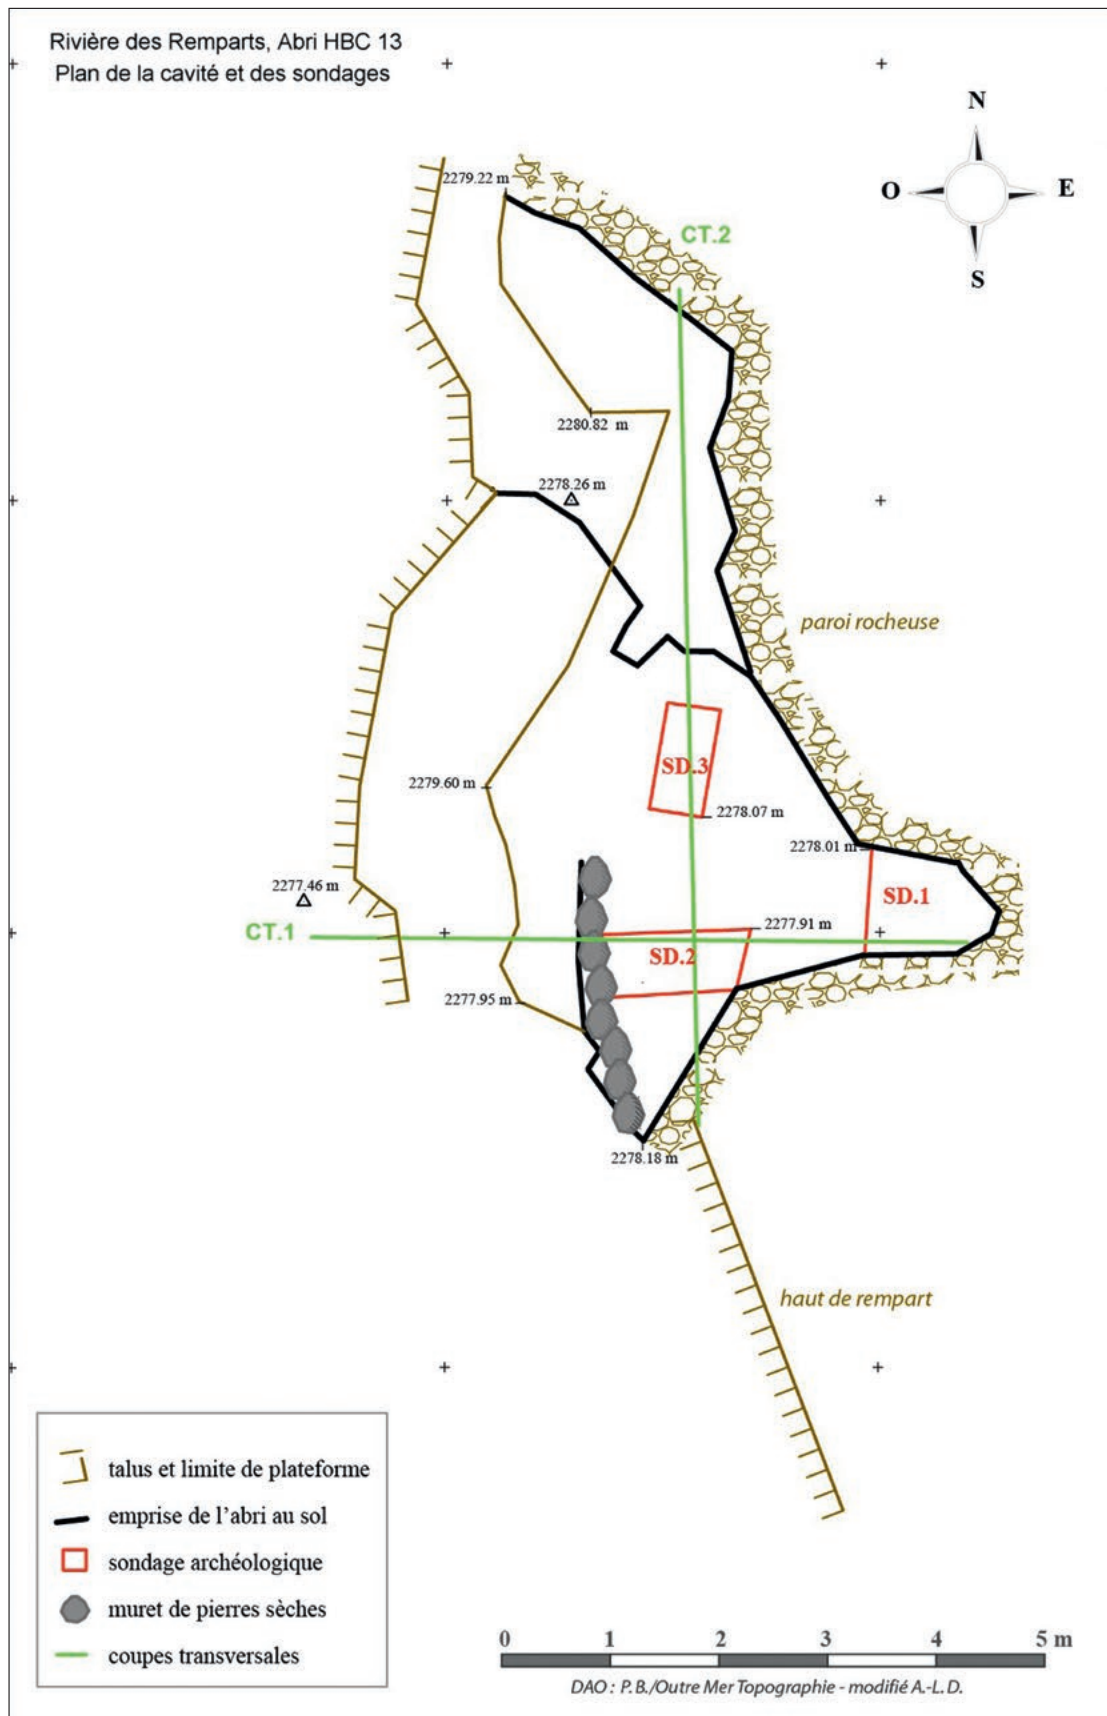 Rivière des Remparts, Abri HBC 13
Plan de la cavité et des sondages
N
O
E
S
2279.22 m
CT.2
2280.82 m
2278.26 m
paroi rocheuse
SD.3
2279.60 m
2278.07 m
2278.01 m
2277.46 m
SD.1
CT.1
2277.91 m
SD.2
2277.95 m
2278.18 m
haut de rempart
talus et limite de plateforme
emprise de l'abri au sol
sondage archéologique
muret de pierres sèches
coupes transversales
0 1 2 3 4 5 m
DAO : P.B./Outre Mer Topographie - modifié A.-L.D.